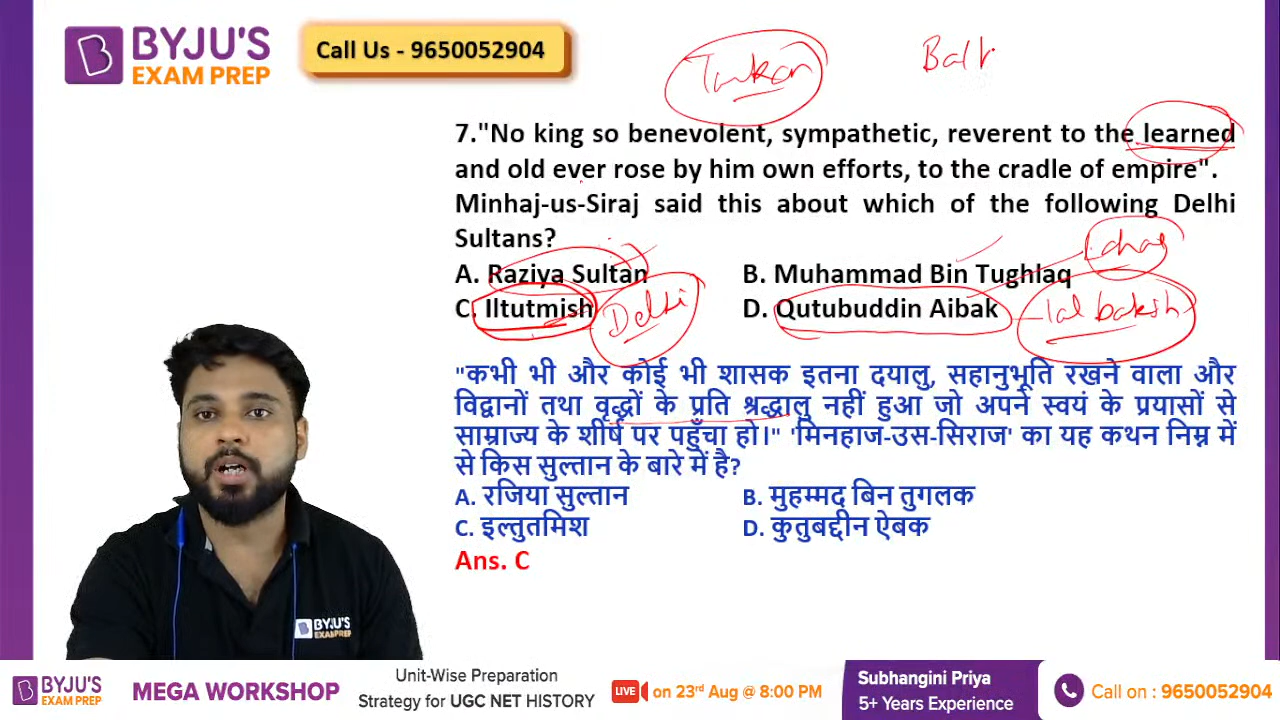 BYJU'S
EXAM PREP
Call Us - 9650052904
Turkan
7."No king so benevolent, sympathetic, reverent to the learned
and old ever rose by him own efforts, to the cradle of empire".
Minhaj-us-Siraj said this about which of the following Delhi
Sultans?
A. Raziya Sultan B. Muhammad Bin Tughlaq
C. Iltutmish D. Qutubuddin Aibak
Delhi
lal baksh
"कभी भी और कोई भी शासक इतना दयालु, सहानुभूति रखने वाला और
विद्वानों तथा वृद्धों के प्रति श्रद्धालु नहीं हुआ जो अपने स्वयं के प्रयासों से
साम्राज्य के शीर्ष पर पहुँचा हो।" 'मिनहाज-उस-सिराज' का यह कथन निम्न में
से किस सुल्तान के बारे में है?
A. रजिया सुल्तान B. मुहम्मद बिन तुगलक
C. इल्तुतमिश D. कुतुबद्दीन ऐबक
Ans. C
BYJU'S
EXAM PREP
BYJU'S
EXAM PREP
MEGA WORKSHOP
Unit-Wise Preparation
Strategy for UGC NET HISTORY
LIVE on 23rd Aug @ 8:00 PM
Subhangini Priya
5+ Years Experience
Call on : 9650052904